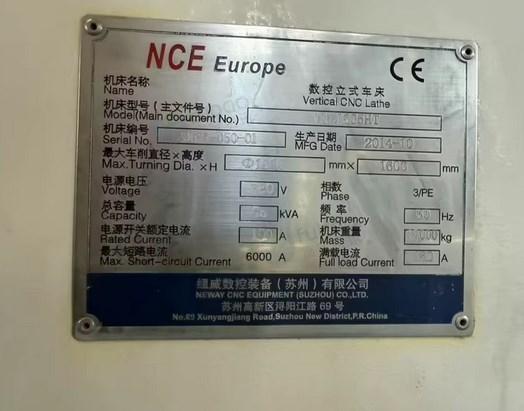 NCE Europe
CE
机床名称
Name
数控立式车床
Vertical CNC Lathe
机床型号(主文件号)
Model(Main document No.)
机床编号
Serial No.
-050-01
生产日期
MFG Date
2014-10
最大车削直径×高度
Max.Turning Dia. ×H
mm×
1600
mm
电源电压
Voltage
V
相数
Phase
3/PE
总容量
Capacity
kVA
频率
Frequency
50
Hz
电源开关额定电流
Rated Current
A
机床重量
Mass
kg
最大短路电流
Max. Short-circuit Current
6000 A
满载电流
Full load Current
A
纽威数控装备(苏州)有限公司
NEWAY CNC EQUIPMENT (SUZHOU) CO.,LTD.
苏州高新区浔阳江路 69 号
No.69 Xunyangjiang Road,Suzhou New District,P.R.China